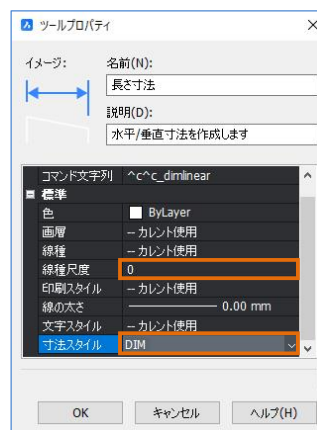 ツールプロパティ
イメージ: 名前(N):
長さ寸法
説明(D):
水平/垂直寸法を作成します
コマンド文字列 ^c^c_dimlinear
標準
色 ByLayer
画層 -- カレント使用
線種 -- カレント使用
線種尺度 0
印刷スタイル -- カレント使用
線の太さ 0.00 mm
文字スタイル -- カレント使用
寸法スタイル DIM
OK キャンセル ヘルプ(H)